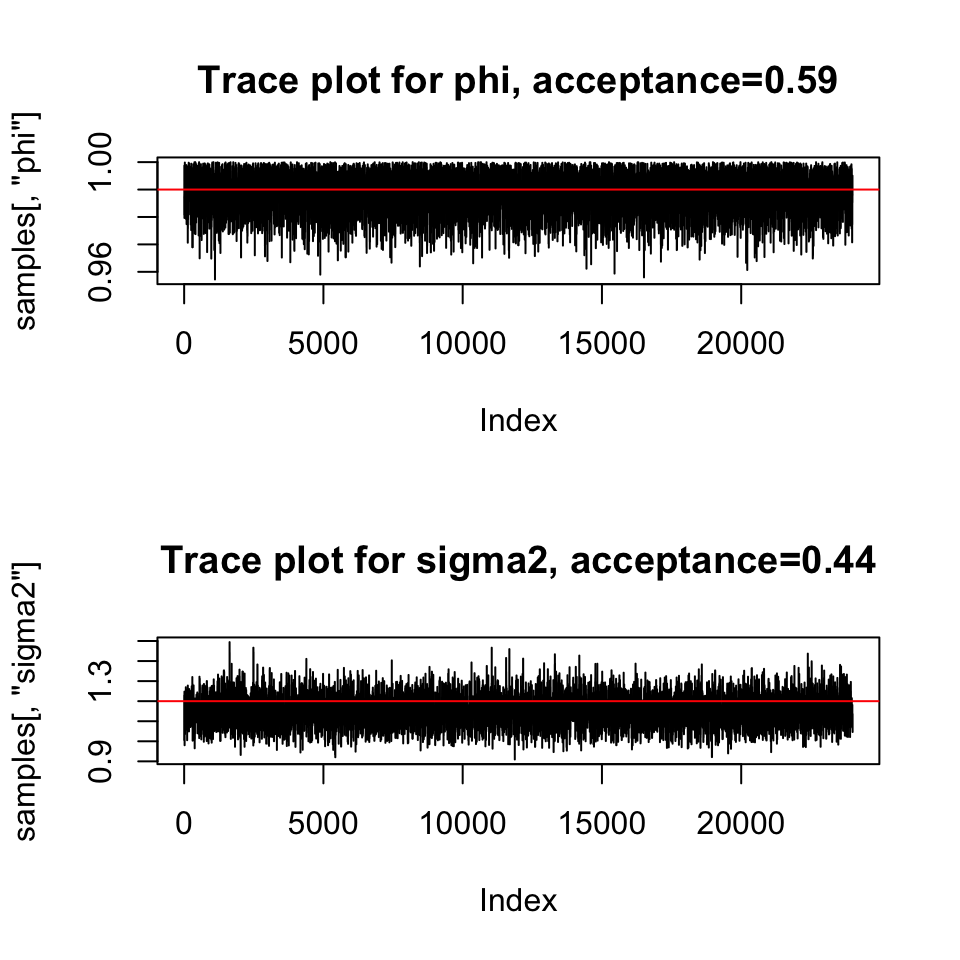 Trace plot for phi, acceptance=0.59
samples[, "phi"]
1.00
0.96
0 5000 10000 15000 20000
Index
Trace plot for sigma2, acceptance=0.44
samples[, "sigma2"]
1.3
0.9
0 5000 10000 15000 20000
Index